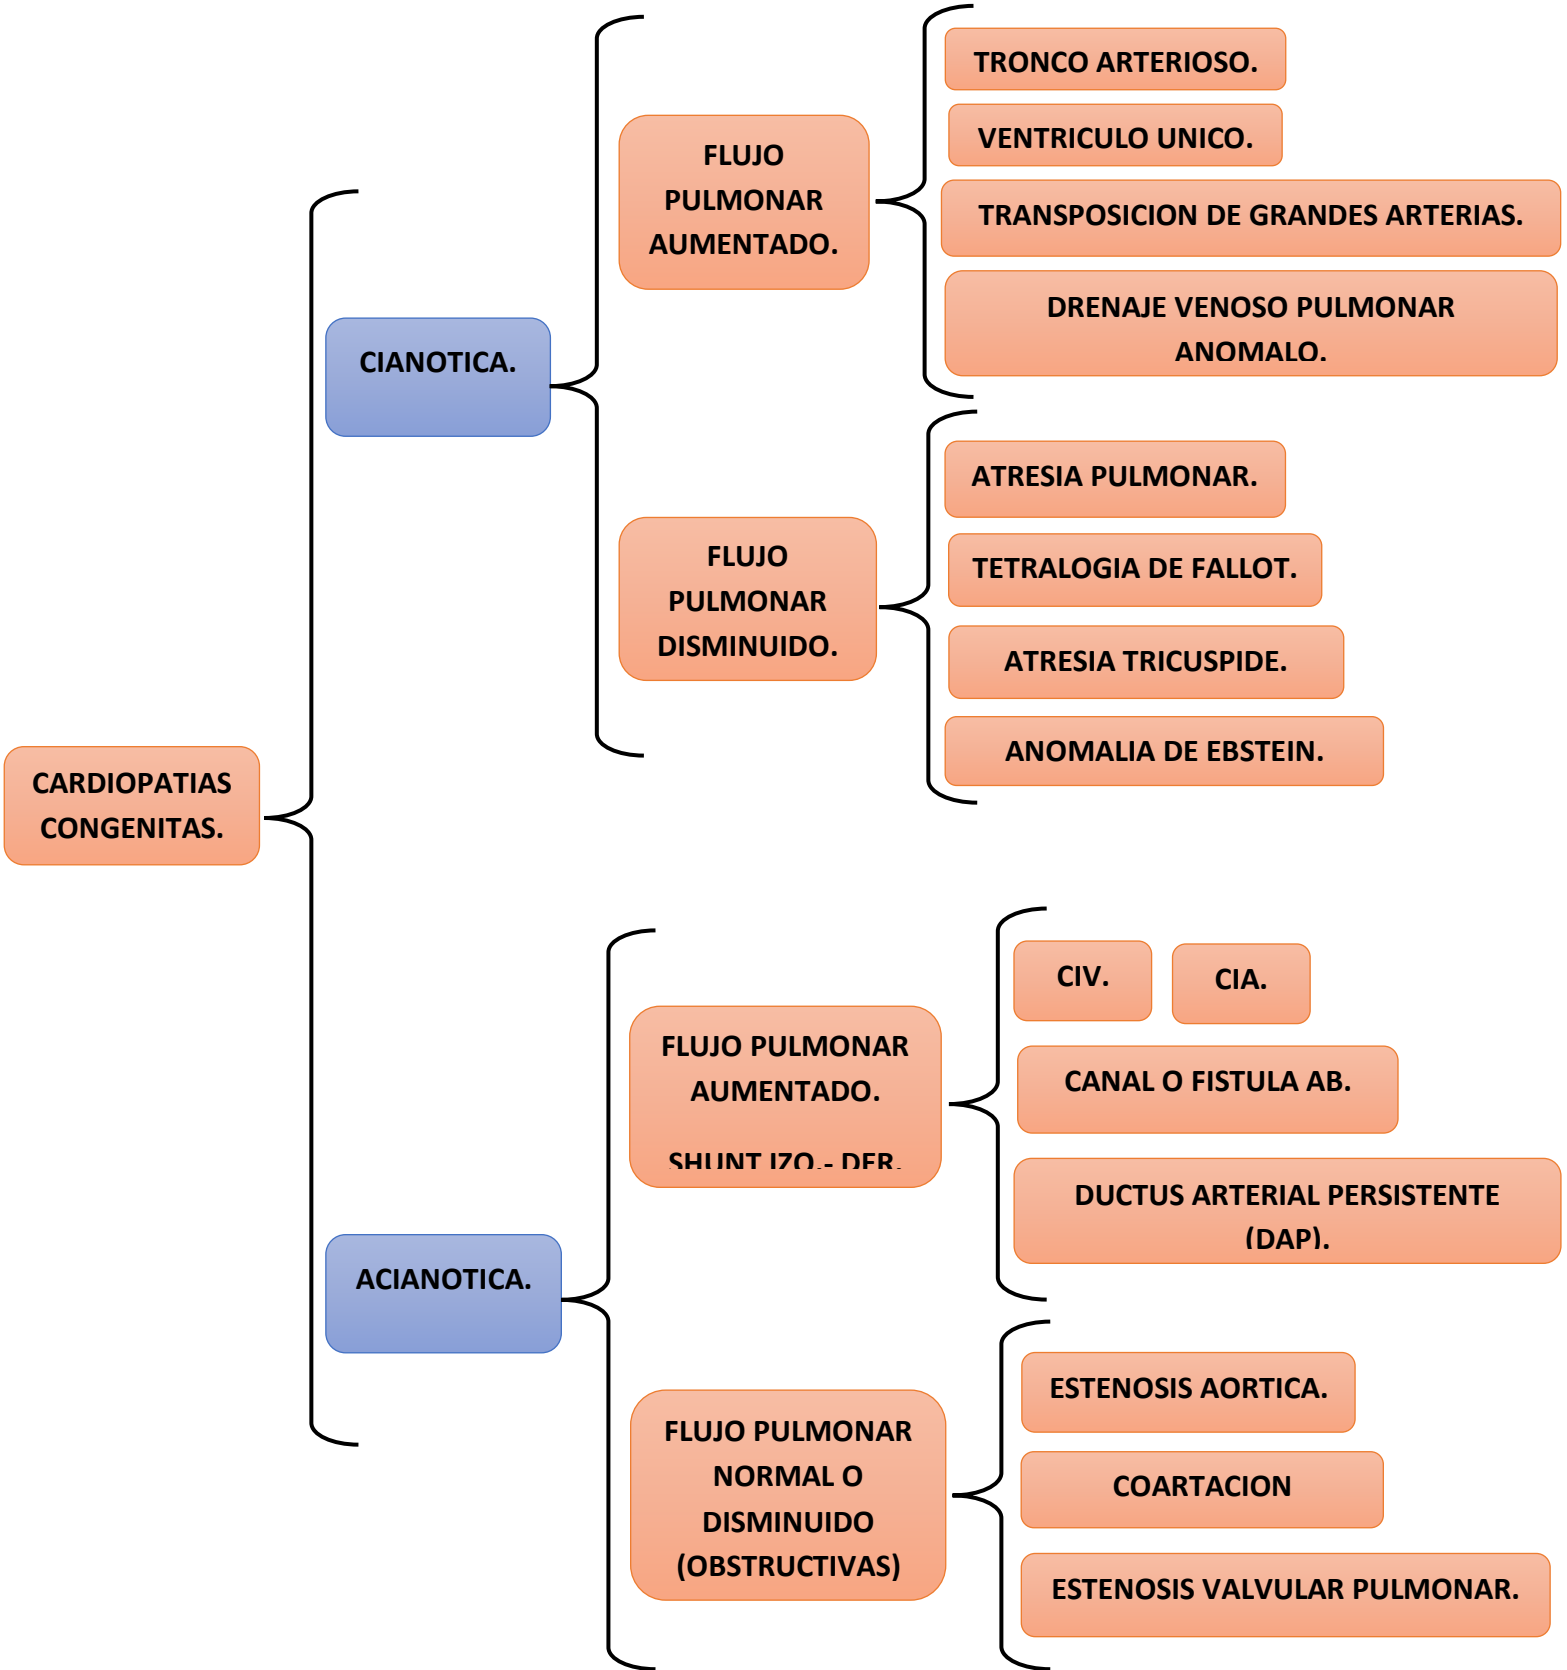 CARDIOPATIAS
CONGENITAS.
CIANOTICA.
FLUJO
PULMONAR
AUMENTADO.
TRONCO ARTERIOSO.
VENTRICULO UNICO.
TRANSPOSICION DE GRANDES ARTERIAS.
DRENAJE VENOSO PULMONAR
ANOMALO.
FLUJO
PULMONAR
DISMINUIDO.
ATRESIA PULMONAR.
TETRALOGIA DE FALLOT.
ATRESIA TRICUSPIDE.
ANOMALIA DE EBSTEIN.
ACIANOTICA.
FLUJO PULMONAR
AUMENTADO.
SHUNT IZQ.- DER.
CIV.
CIA.
CANAL O FISTULA AB.
DUCTUS ARTERIAL PERSISTENTE
(DAP).
FLUJO PULMONAR
NORMAL O
DISMINUIDO
(OBSTRUCTIVAS)
ESTENOSIS AORTICA.
COARTACION
ESTENOSIS VALVULAR PULMONAR.